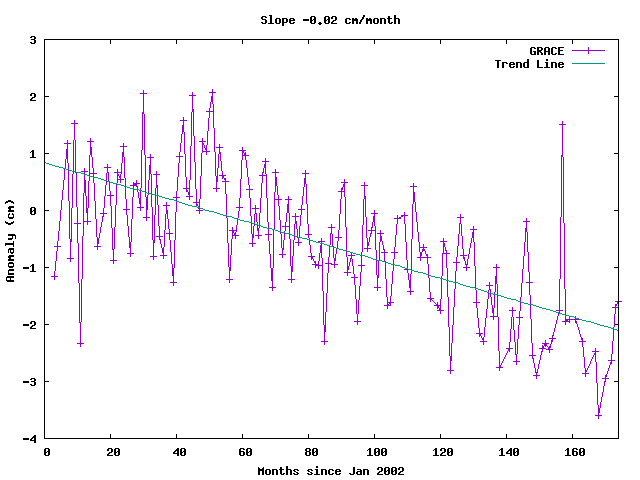 Slope -0.02 cm/month
GRACE
Trend Line
3
2
1
0
-1
-2
-3
-4
Anomaly (cm)
0 20 40 60 80 100 120 140 160
Months since Jan 2002